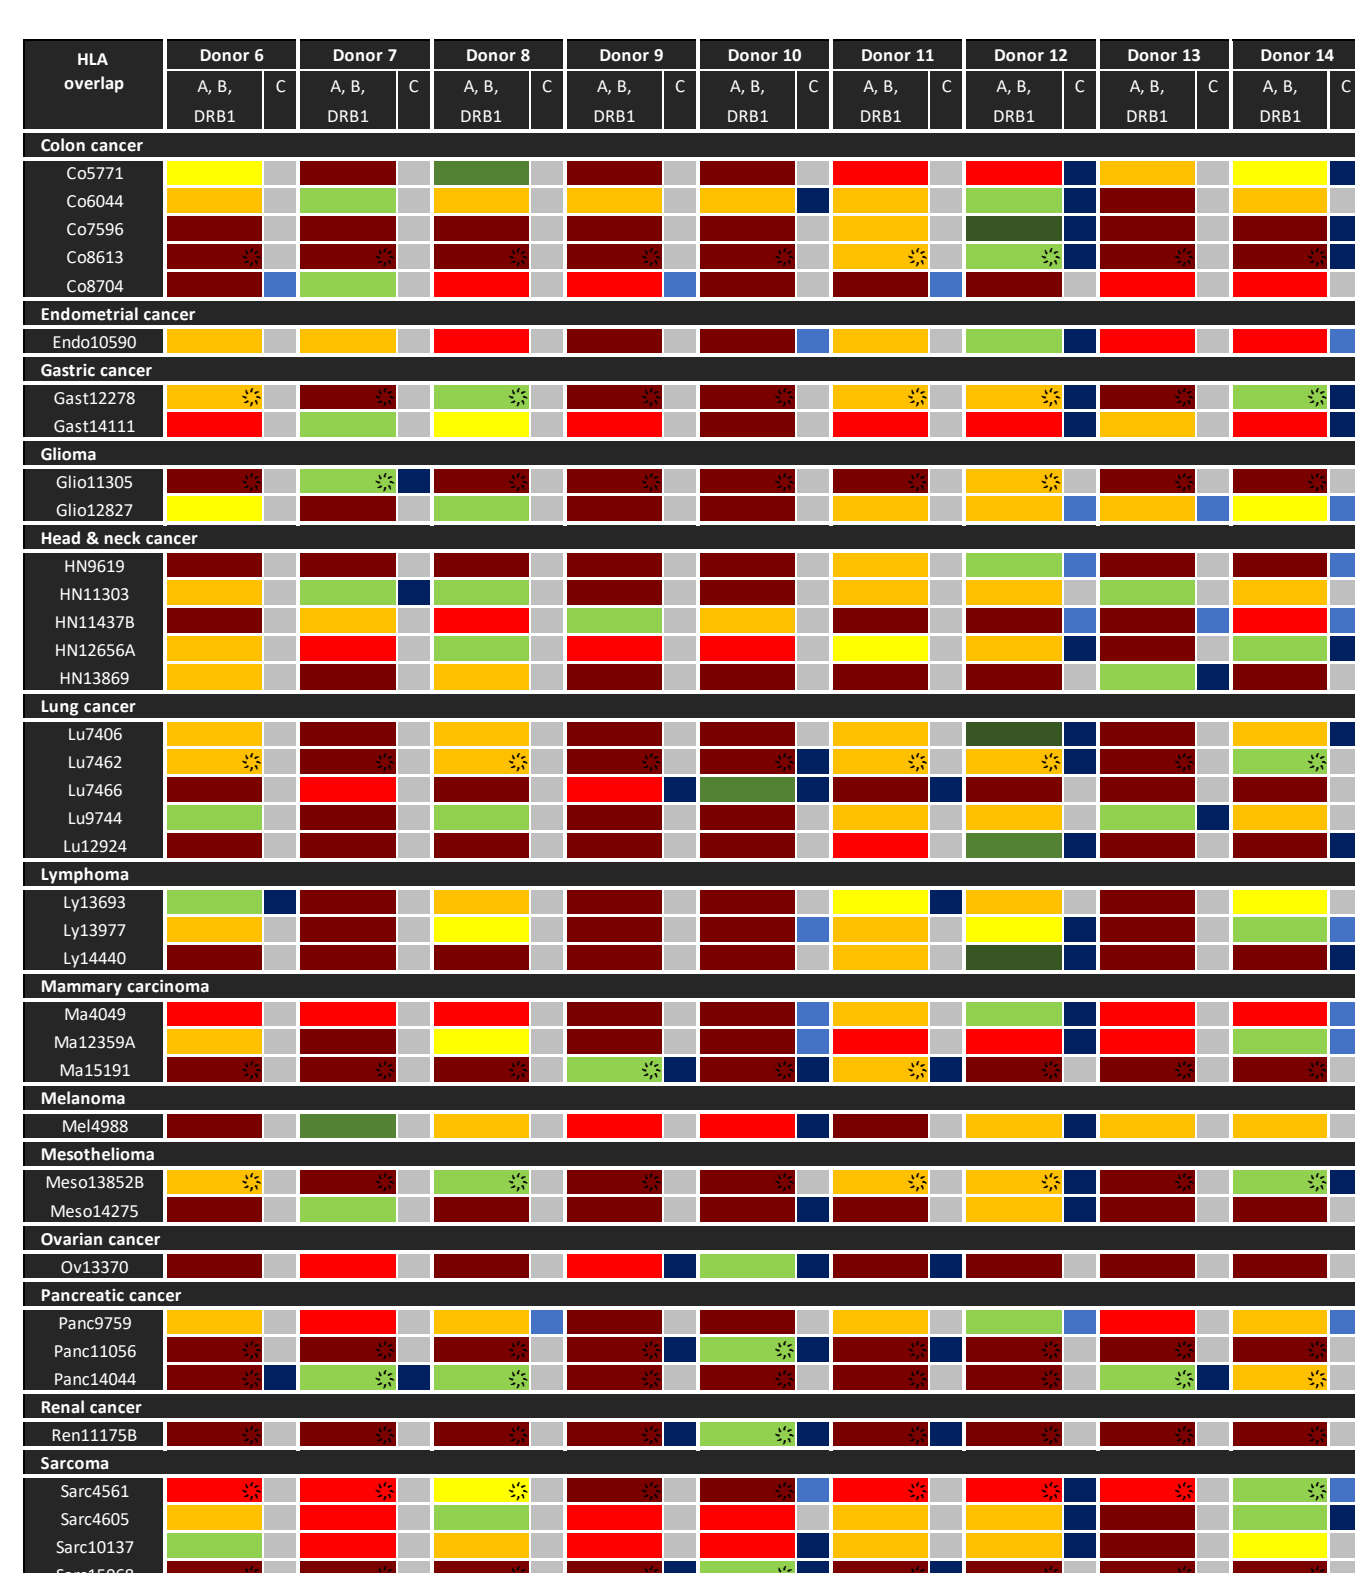 HLA overlap Donor 6 Donor 7 Donor 8 Donor 9 Donor 10 Donor 11 Donor 12 Donor 13 Donor 14
A, B, DRB1 C A, B, DRB1 C A, B, DRB1 C A, B, DRB1 C A, B, DRB1 C A, B, DRB1 C A, B, DRB1 C A, B, DRB1 C A, B, DRB1 C
Colon cancer
Co5771
Co6044
Co7596
Co8613
Co8704
Endometrial cancer
Endo10590
Gastric cancer
Gast12278
Gast14111
Glioma
Glio11305
Glio12827
Head & neck cancer
HN9619
HN11303
HN11437B
HN12656A
HN13869
Lung cancer
Lu7406
Lu7462
Lu7466
Lu9744
Lu12924
Lymphoma
Ly13693
Ly13977
Ly14440
Mammary carcinoma
Ma4049
Ma12359A
Ma15191
Melanoma
Mel4988
Mesothelioma
Meso13852B
Meso14275
Ovarian cancer
Ov13370
Pancreatic cancer
Panc9759
Panc11056
Panc14044
Renal cancer
Ren11175B
Sarcoma
Sarc4561
Sarc4605
Sarc10137